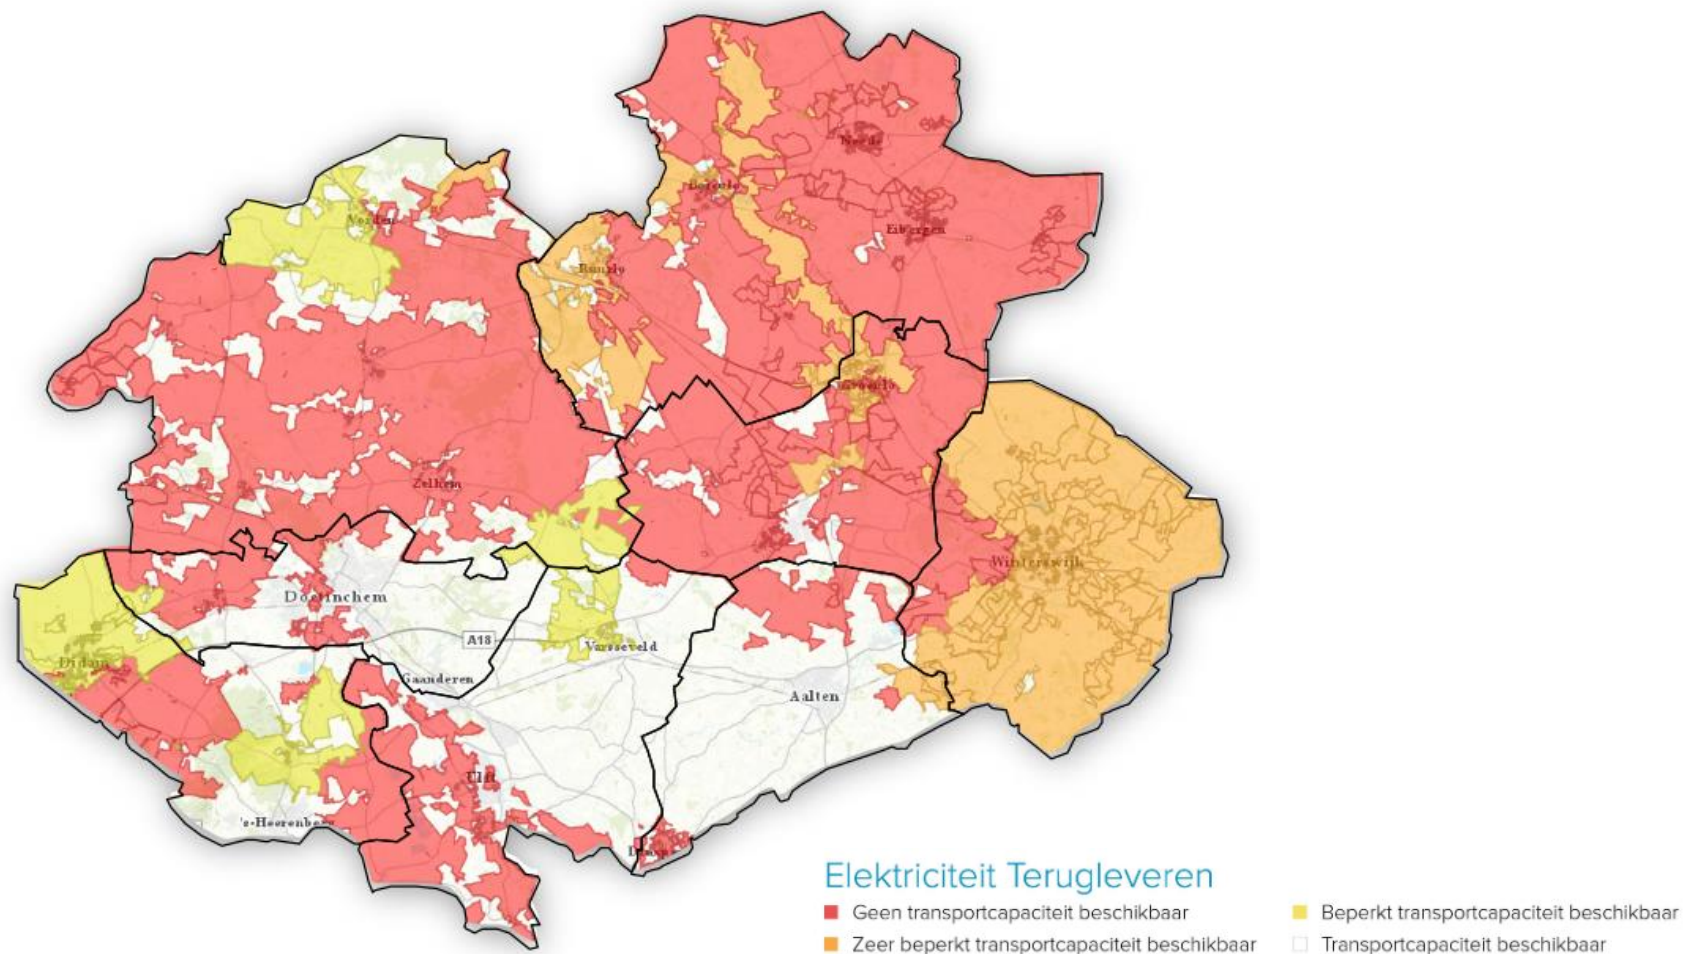 Neede
Borculo
Vorden
Eibergen
Ruurlo
Groenlo
Zelhem
Winterswijk
Doetinchem
A18
Varsseveld
Didam
Gaanderen
Aalten
Ulft
's-Heerenbe
Elektriciteit Terugleveren
Geen transportcapaciteit beschikbaar
Beperkt transportcapaciteit beschikbaar
Zeer beperkt transportcapaciteit beschikbaar
Transportcapaciteit beschikbaar